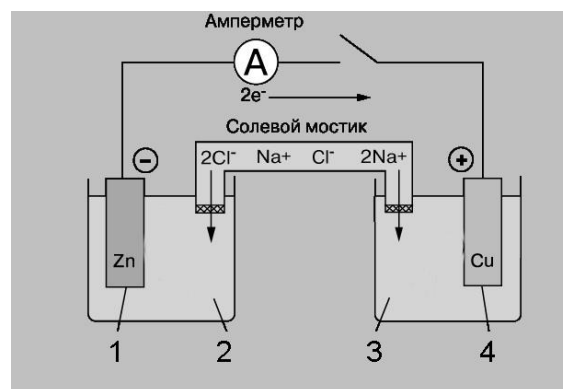 Амперметр
A
2e⁻
Солевой мостик
2Cl⁻ Na+ Cl⁻ 2Na+
− +
Zn Cu
1 2 3 4